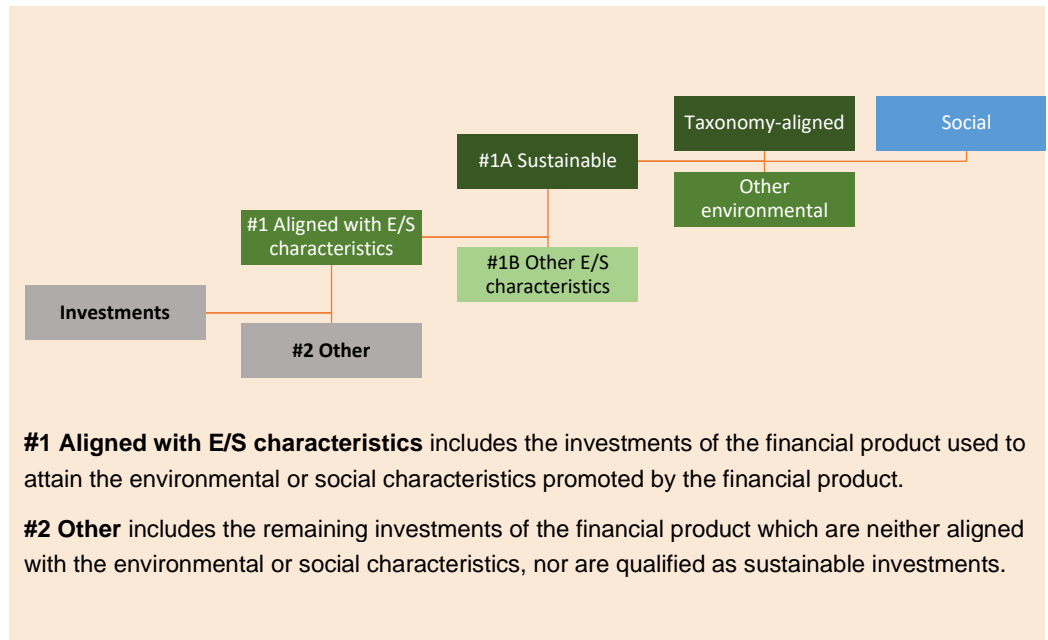 Taxonomy-aligned
Social
#1A Sustainable
Other
environmental
#1 Aligned with E/S
characteristics
#1B Other E/S
characteristics
Investments
#2 Other
#1 Aligned with E/S characteristics includes the investments of the financial product used to
attain the environmental or social characteristics promoted by the financial product.
#2 Other includes the remaining investments of the financial product which are neither aligned
with the environmental or social characteristics, nor are qualified as sustainable investments.